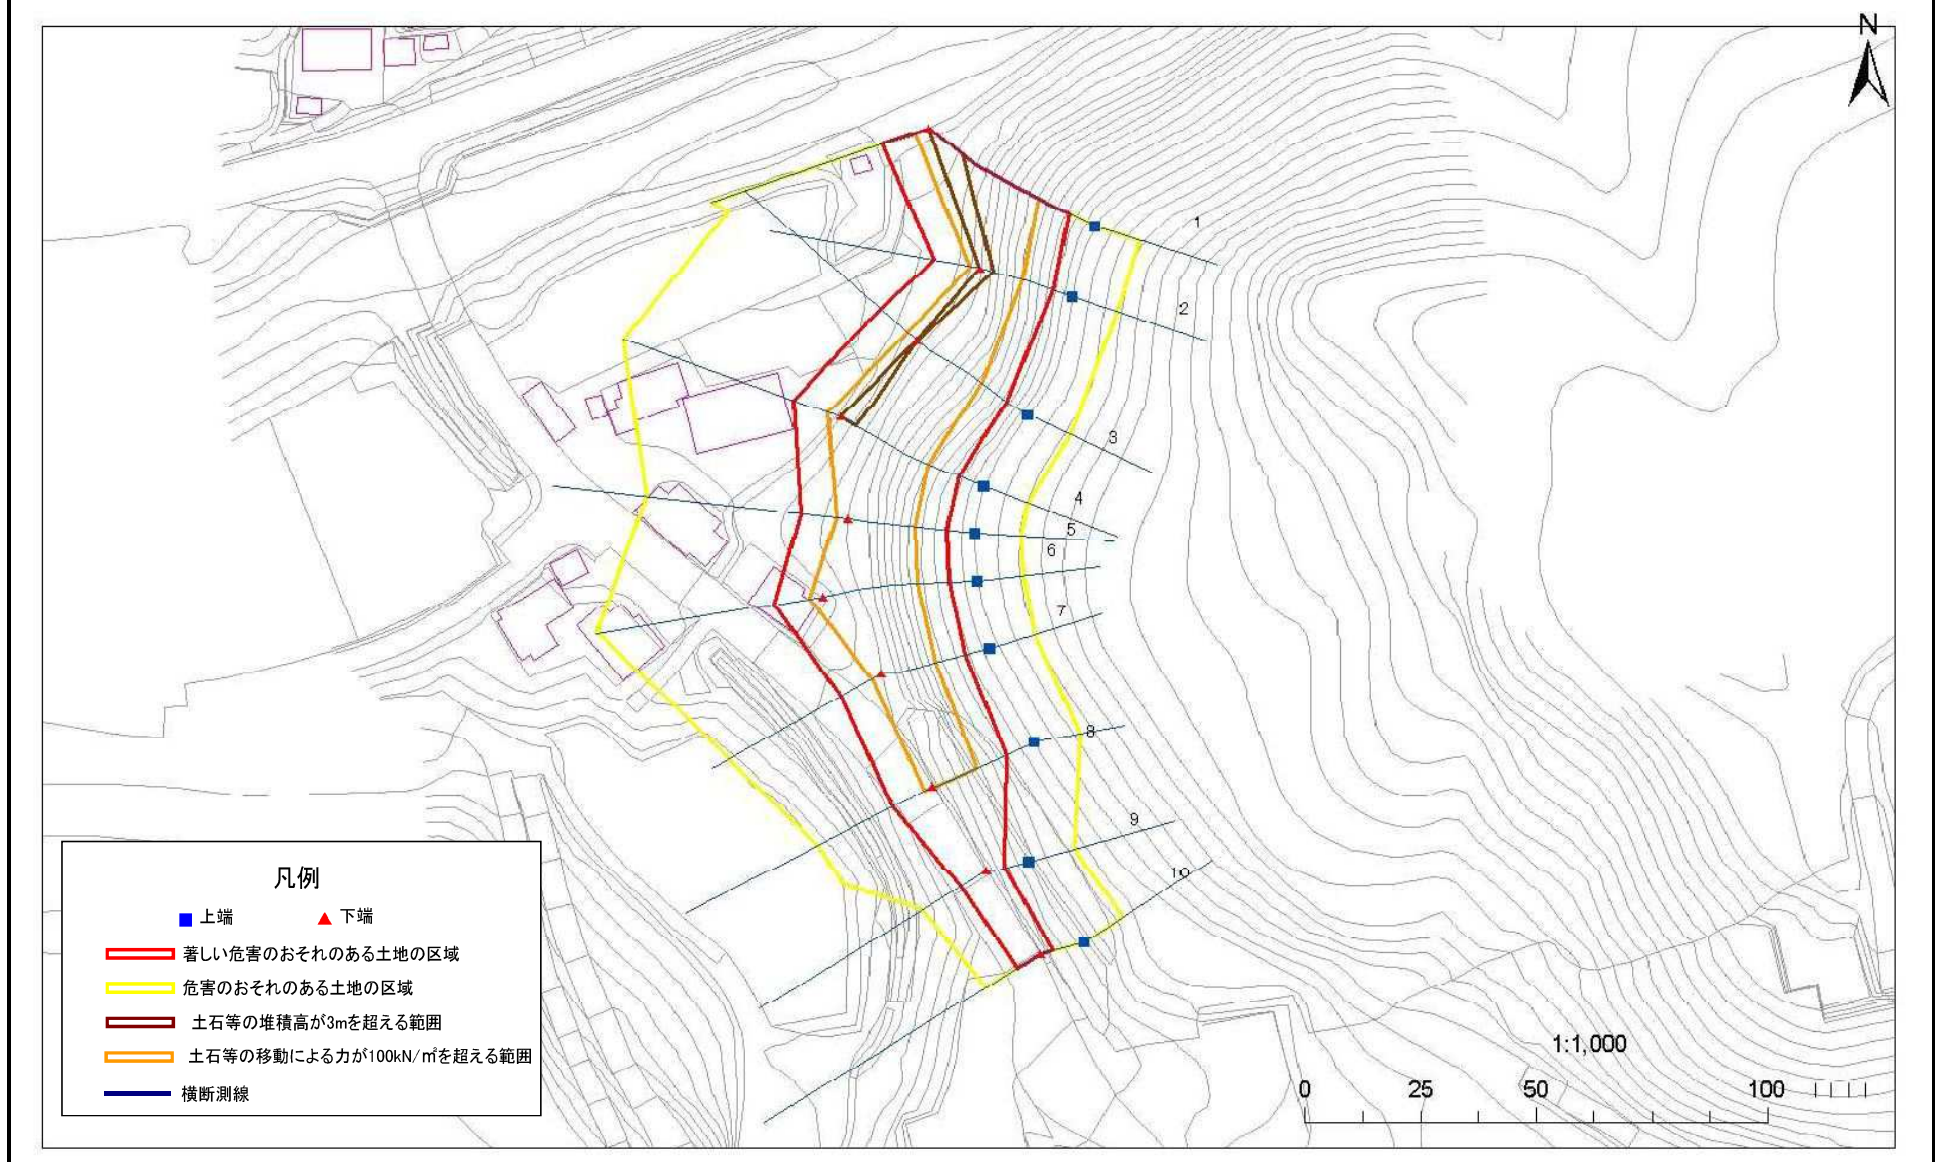 N
1
2
3
4
5
6
7
8
9
10
凡例
上端 下端
著しい危害のおそれのある土地の区域
危害のおそれのある土地の区域
土石等の堆積高が3mを超える範囲
土石等の移動による力が100kN/㎡を超える範囲
横断測線
1:1,000
0 25 50 100